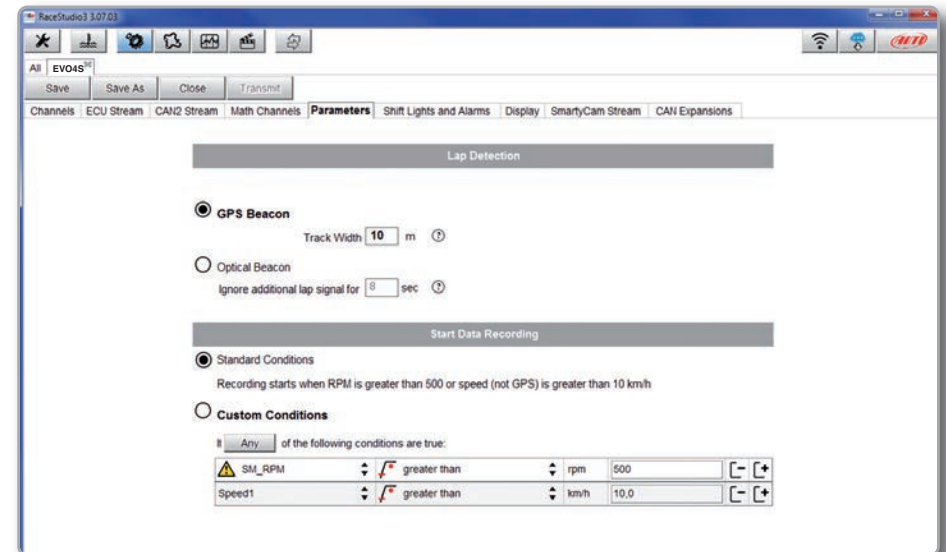 RaceStudio3 3.07.03
AiM
All EVO4S
Save Save As Close Transmit
Channels ECU Stream CAN2 Stream Math Channels Parameters Shift Lights and Alarms Display SmartyCam Stream CAN Expansions
Lap Detection
GPS Beacon
Track Width 10 m ?
Optical Beacon
Ignore additional lap signal for 8 sec ?
Start Data Recording
Standard Conditions
Recording starts when RPM is greater than 500 or speed (not GPS) is greater than 10 km/h
Custom Conditions
It Any of the following conditions are true:
SM_RPM greater than rpm 500
Speed1 greater than km/h 10,0